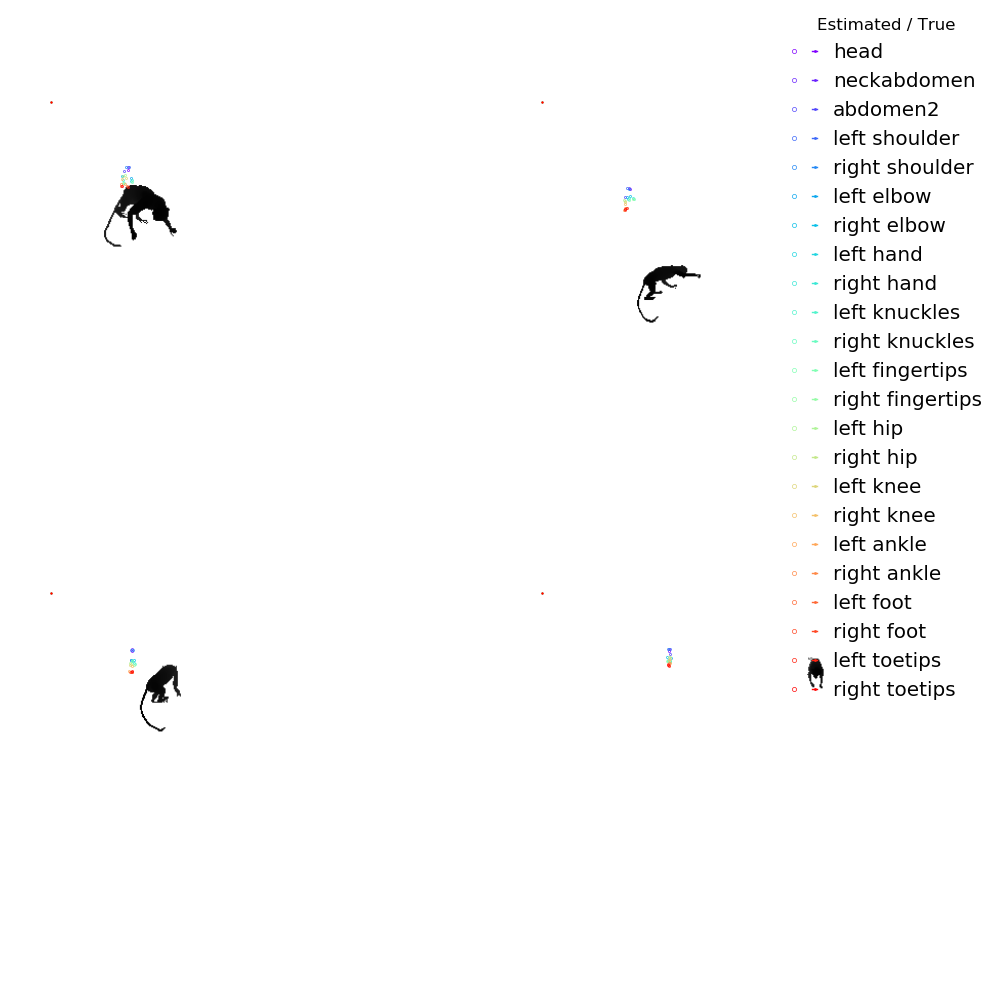 Estimated / True
head
neckabdomen
abdomen2
left shoulder
right shoulder
left elbow
right elbow
left hand
right hand
left knuckles
right knuckles
left fingertips
right fingertips
left hip
right hip
left knee
right knee
left ankle
right ankle
left foot
right foot
left toetips
right toetips